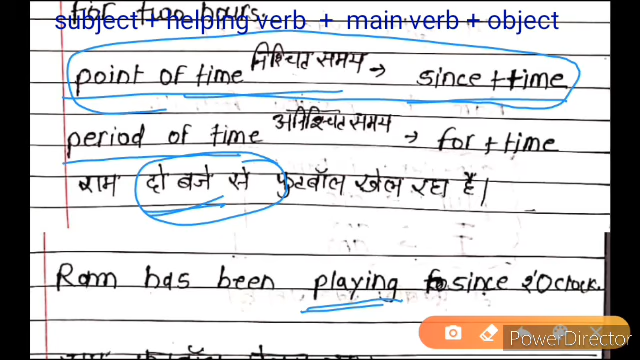 for two hours.
subject + helping verb + main verb + object
point of time निश्चित समय → since + time
period of time अनिश्चित समय → for + time
राम दो बजे से फुटबॉल खेल रहा है।
Ram has been playing since 2'O clock.
PowerDirector